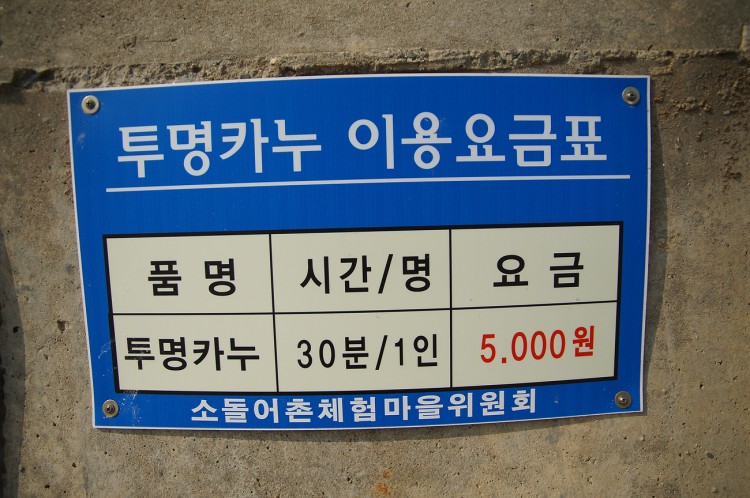 투명카누 이용요금표
품 명 시간/명 요 금
투명카누 30분/1인 5.000원
소돌어촌체험마을위원회